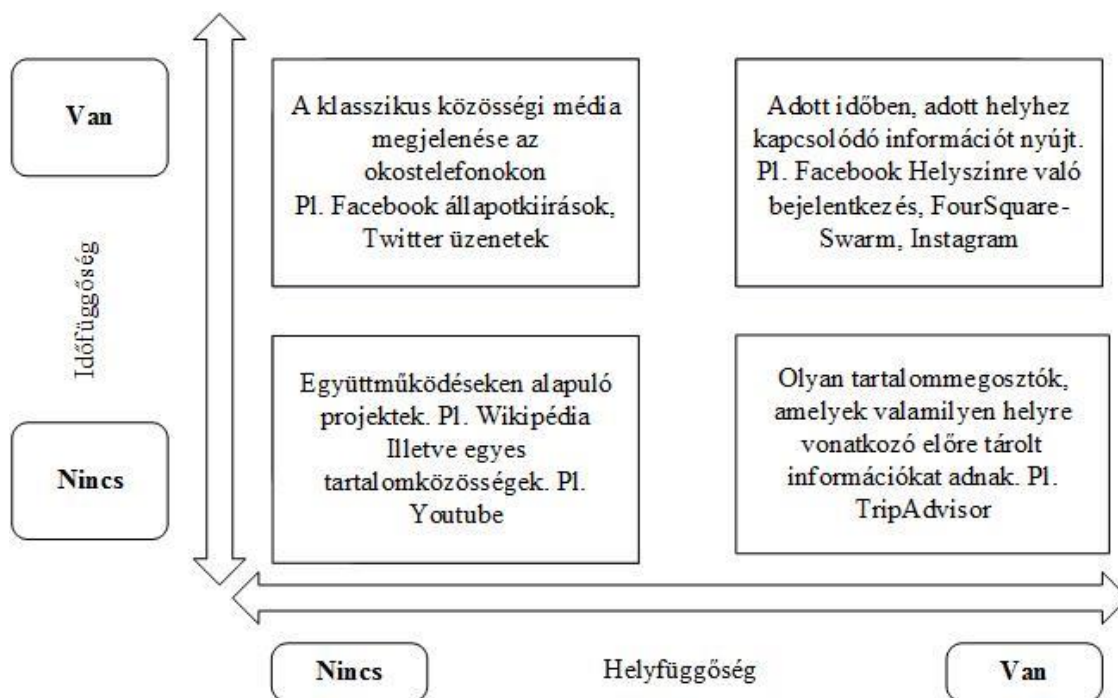 Van
A klasszikus közösségi média
megjelenése az
okostelefonokon
Pl. Facebook állapotkiírások,
Twitter üzenetek
Adott időben, adott helyhez
kapcsolódó információt nyújt.
Pl. Facebook Helyszínre való
bejelentkezés, FourSquare-
Swarm, Instagram
Időfüggőség
Nincs
Együttműködéseken alapuló
projektek. Pl. Wikipédia
Illetve egyes
tartalomközösségek. Pl.
Youtube
Olyan tartalommegosztók,
amelyek valamilyen helyre
vonatkozó előre tárolt
információkat adnak. Pl.
TripAdvisor
Nincs
Helyfüggőség
Van